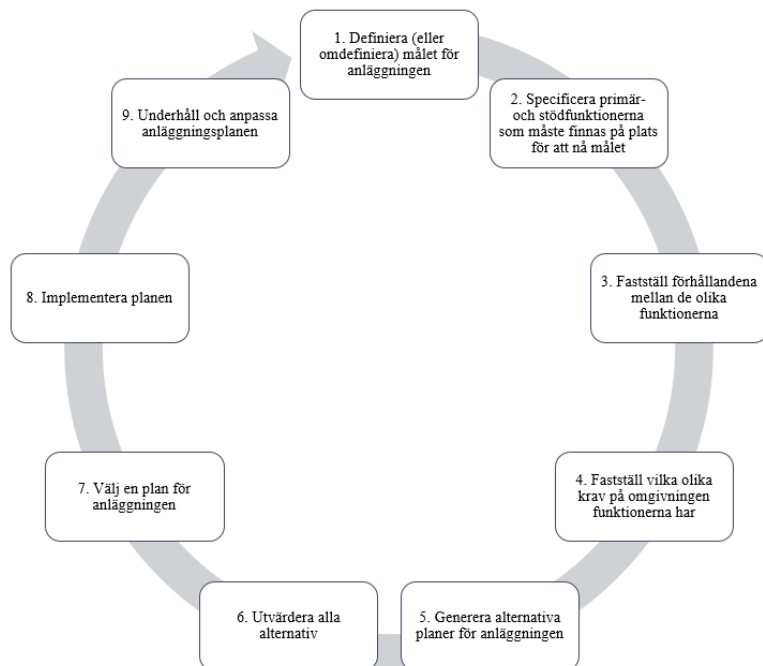 1. Definiera (eller
omdefiniera) målet för
anläggningen
2. Specificera primär-
och stödfunktionerna
som måste finnas på plats
för att nå målet
3. Fastställ förhållandena
mellan de olika
funktionerna
4. Fastställ vilka olika
krav på omgivningen
funktionerna har
5. Generera alternativa
planer för anläggningen
6. Utvärdera alla
alternativ
7. Välj en plan för
anläggningen
8. Implementera planen
9. Underhåll och anpassa
anläggningsplanen